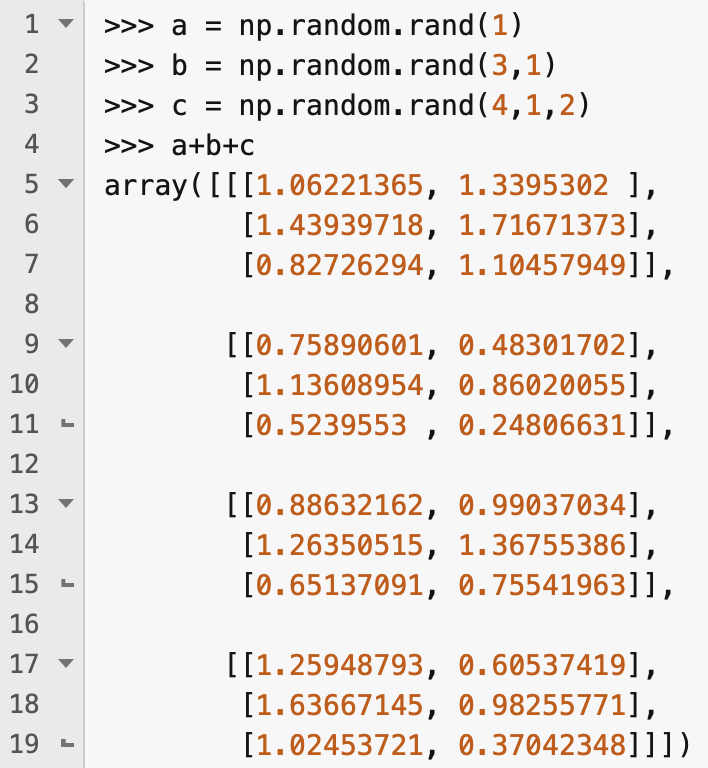 1 >>> a = np.random.rand(1)
2 >>> b = np.random.rand(3,1)
3 >>> c = np.random.rand(4,1,2)
4 >>> a+b+c
5 array([[[1.06221365, 1.3395302 ],
6         [1.43939718, 1.71671373],
7         [0.82726294, 1.10457949]],
8
9        [[0.75890601, 0.48301702],
10         [1.13608954, 0.86020055],
11         [0.5239553 , 0.24806631]],
12
13        [[0.88632162, 0.99037034],
14         [1.26350515, 1.36755386],
15         [0.65137091, 0.75541963]],
16
17        [[1.25948793, 0.60537419],
18         [1.63667145, 0.98255771],
19         [1.02453721, 0.37042348]]])